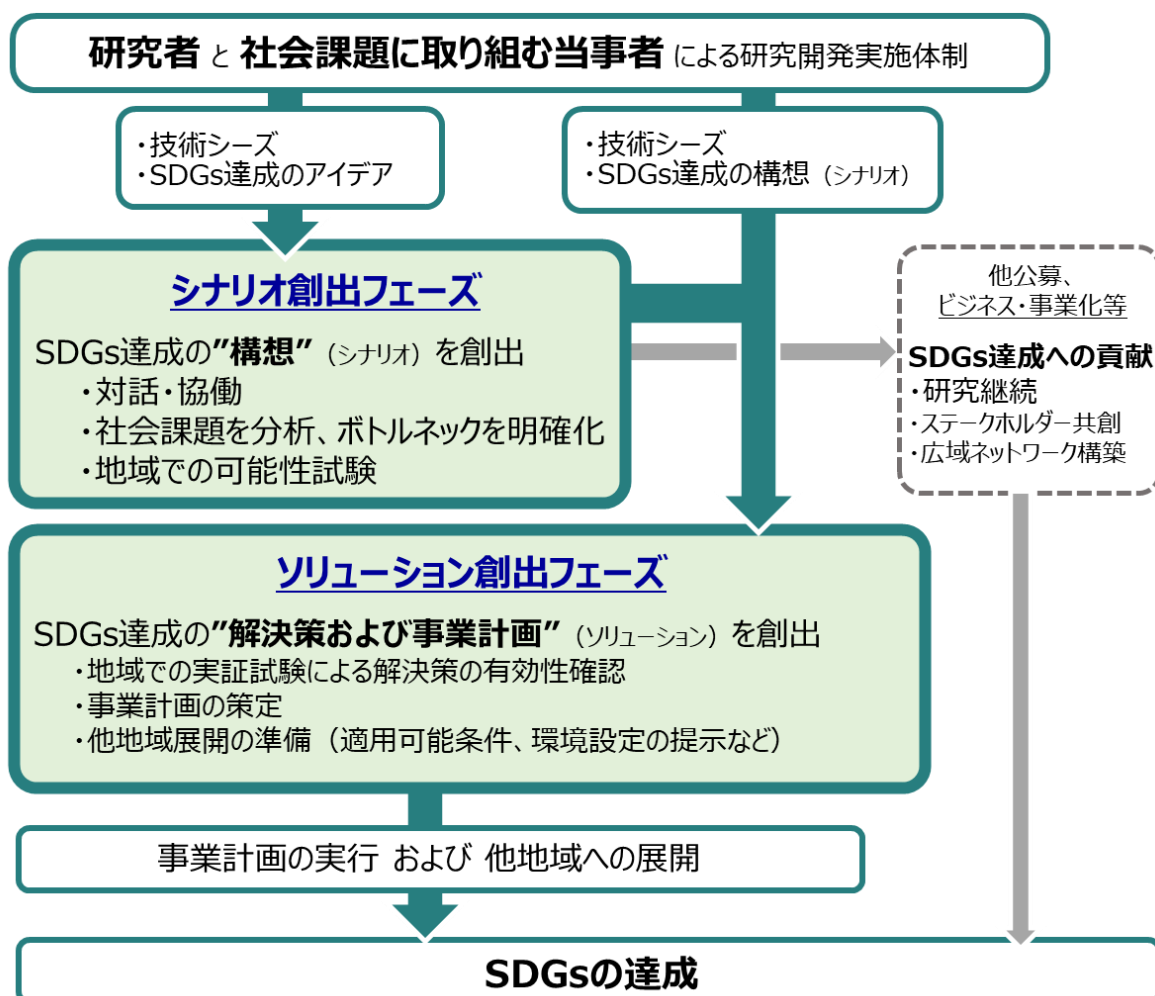 研究者 と 社会課題に取り組む当事者 による研究開発実施体制
・技術シーズ
・SDGs達成のアイデア
・技術シーズ
・SDGs達成の構想（シナリオ）
シナリオ創出フェーズ
SDGs達成の”構想”（シナリオ）を創出
・対話・協働
・社会課題を分析、ボトルネックを明確化
・地域での可能性試験
他公募、
ビジネス・事業化等
SDGs達成への貢献
・研究継続
・ステークホルダー共創
・広域ネットワーク構築
ソリューション創出フェーズ
SDGs達成の”解決策および事業計画”（ソリューション）を創出
・地域での実証試験による解決策の有効性確認
・事業計画の策定
・他地域展開の準備（適用可能条件、環境設定の提示など）
事業計画の実行 および 他地域への展開
SDGsの達成